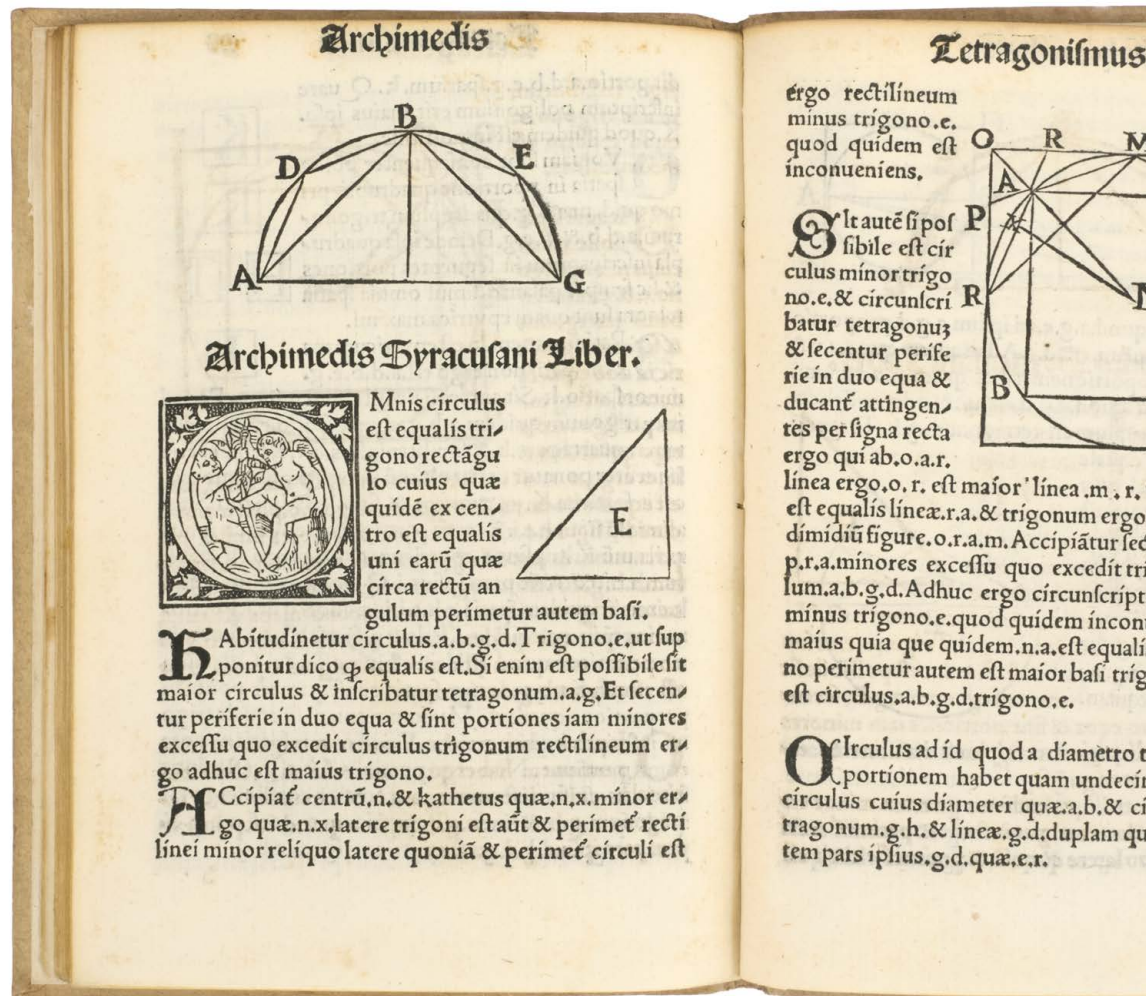 Archimedis
B
D
E
A
G
Archimedis Syracusani Liber.
OMnis circulus
est equalis tri⸗
gono rectãgu
lo cuius quæ
quidẽ ex cen⸗
tro est equalis
uni earũ quæ
circa rectũ an
gulum perimetur autem basi.
E
HAbitudinetur circulus.a.b.g.d.Trigono.e.ut sup
ponitur dico ꝙ equalis est.Si enim est possibile sit
maior circulus & inscribatur tetragonum.a.g.Et secen⸗
tur periferie in duo equa & sint portiones iam minores
excessu quo excedit circulus trigonum rectilineum er⸗
go adhuc est maius trigono.
ACcipiat᷑ centrũ.n.& kathetus quæ.n.x.minor er⸗
go quæ.n.x.latere trigoni est aũt & perimet᷑ recti
linei minor reliquo latere quoniã & perimet᷑ circuli est
Tetragonismus
ergo rectilineum
minus trigono.e.
quod quidem est
inconueniens.
O
R
M
A
P
X
R
N
B
SIt autẽ si pos
sibile est cir
culus minor trigo
no.e.& circunscri
batur tetragonuʒ
& secentur perife
rie in duo equa &
ducant᷑ attingen⸗
tes per signa recta
ergo qui ab.o.a.r.
linea ergo.o.r. est maior linea.m.r.
est equalis lineæ.r.a.& trigonum ergo
dimidiũ figure.o.r.a.m.Accipiãtur sec
p.r.a.minores excessu quo excedit tri
lum.a.b.g.d.Adhuc ergo circunscript
minus trigono.e.quod quidem incon
maius quia que quidem.n.a.est equali
no perimetur autem est maior basi trig
est circulus.a.b.g.d.trigono.e.
CIrculus ad id quod a diametro t
portionem habet quam undecim
circulus cuius diameter quæ.a.b.& ci
tragonum.g.h.& lineæ.g.d.duplam qu
tem pars ipsius.g.d.quæ.e.r.